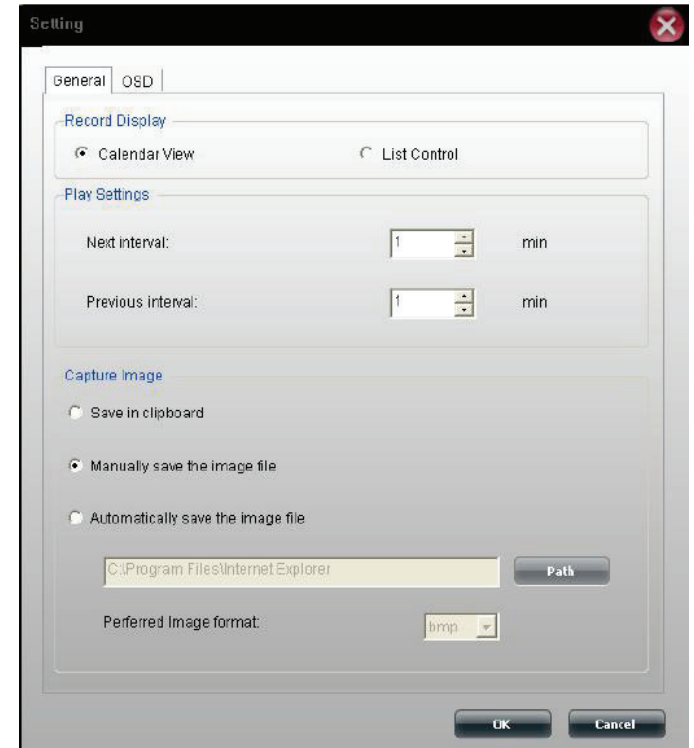 Setting
General OSD
Record Display
Calendar View List Control
Play Settings
Next interval: 1 min
Previous interval: 1 min
Capture Image
Save in clipboard
Manually save the image file
Automatically save the image file
C:\Program Files\Internet Explorer Path
Perferred Image format: bmp
OK Cancel